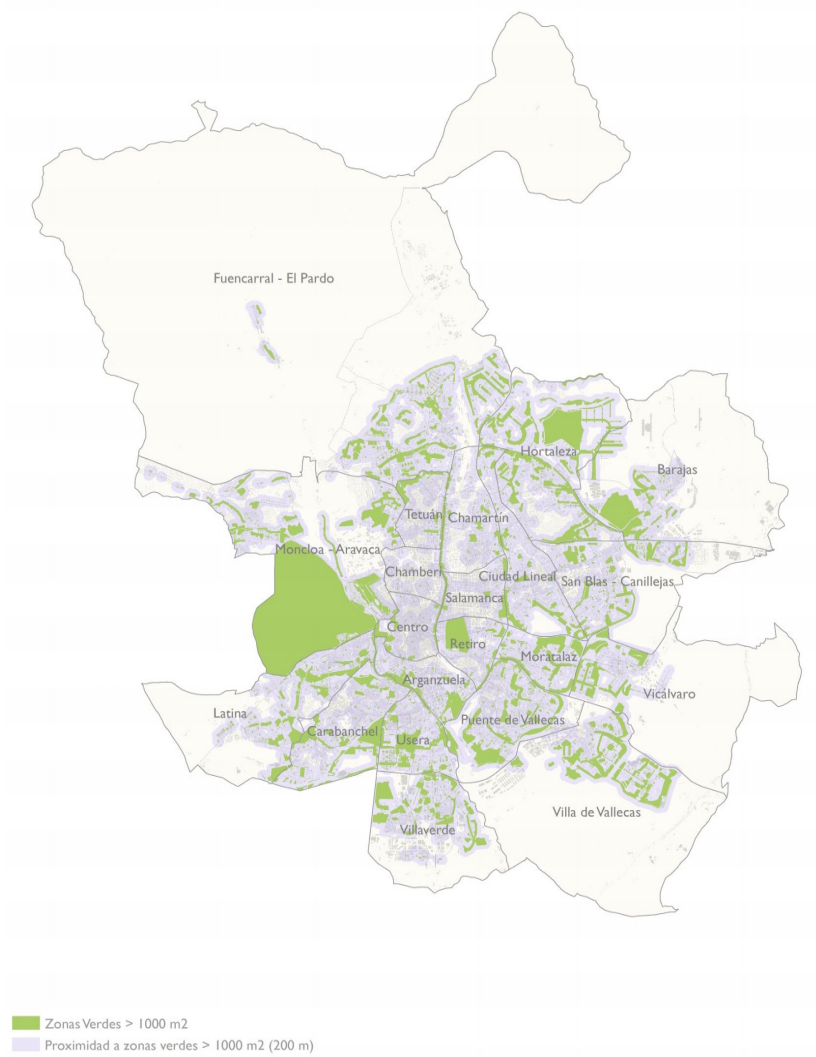 Fuencarral - El Pardo
Hortaleza
Barajas
Tetuán
Chamartín
Moncloa - Aravaca
Chamberí
Ciudad Lineal
San Blas - Canillejas
Salamanca
Centro
Retiro
Moratalaz
Arganzuela
Vicálvaro
Latina
Puente de Vallecas
Carabanchel
Usera
Villa de Vallecas
Villaverde
Zonas Verdes > 1000 m2
Proximidad a zonas verdes > 1000 m2 (200 m)